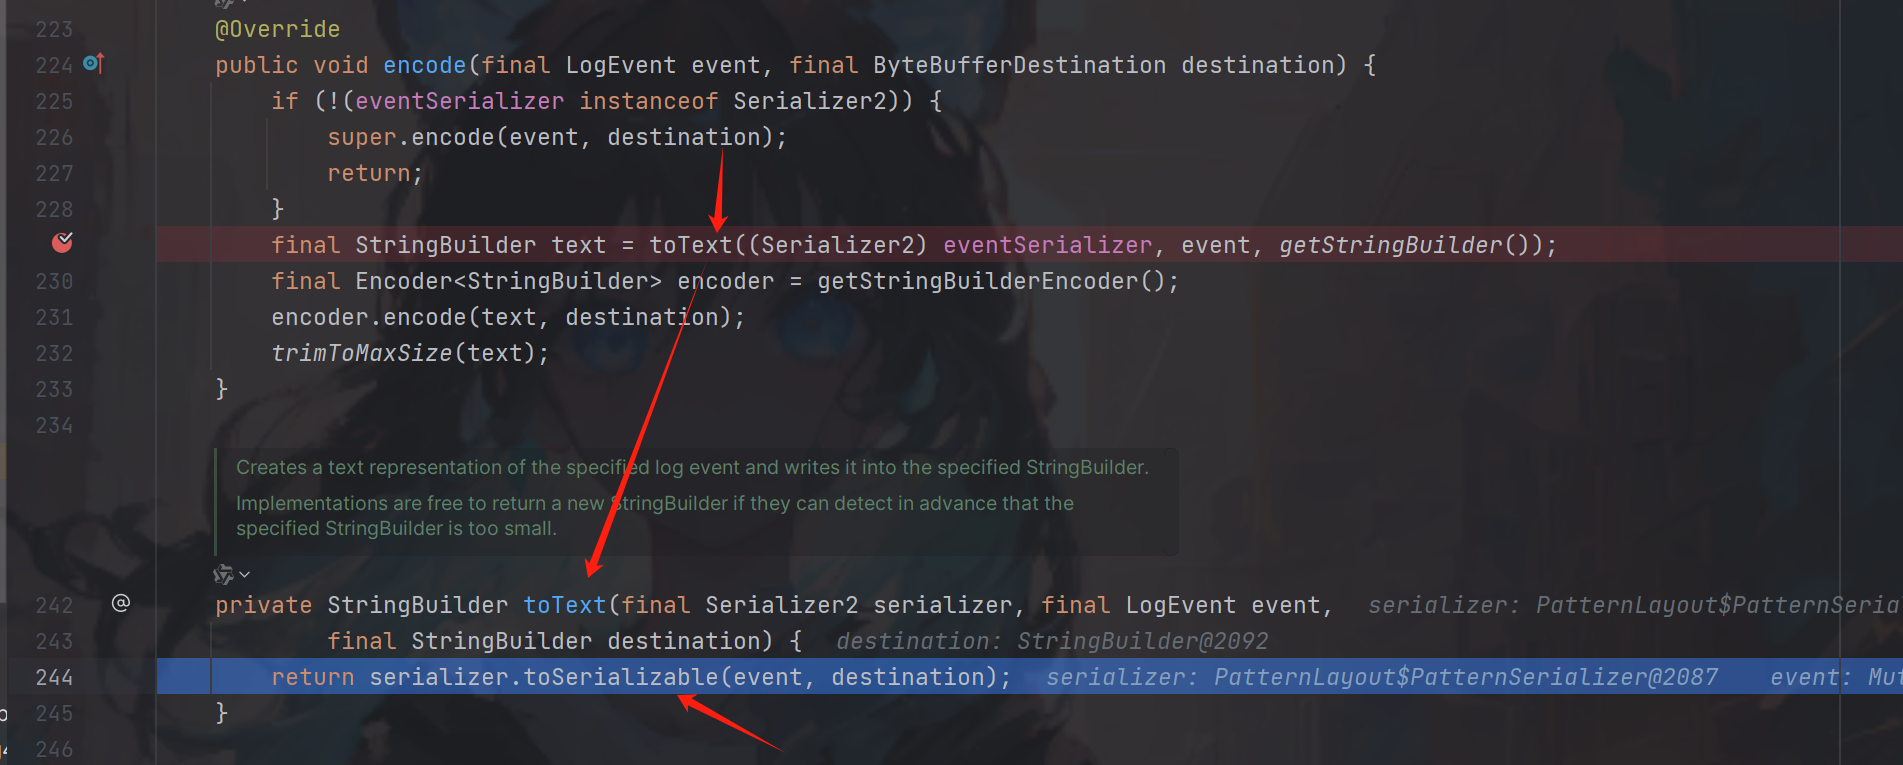 223 @Override
224 public void encode(final LogEvent event, final ByteBufferDestination destination) {
225 if (!(eventSerializer instanceof Serializer2)) {
226 super.encode(event, destination);
227 return;
228 }
final StringBuilder text = toText((Serializer2) eventSerializer, event, getStringBuilder());
230 final Encoder<StringBuilder> encoder = getStringBuilderEncoder();
231 encoder.encode(text, destination);
232 trimToMaxSize(text);
233 }
234
Creates a text representation of the specified log event and writes it into the specified StringBuilder.
Implementations are free to return a new StringBuilder if they can detect in advance that the
specified StringBuilder is too small.
242 private StringBuilder toText(final Serializer2 serializer, final LogEvent event, serializer: PatternLayout$PatternSeria
243 final StringBuilder destination) { destination: StringBuilder@2092
244 return serializer.toSerializable(event, destination); serializer: PatternLayout$PatternSerializer@2087 event: Mut
245 }
246